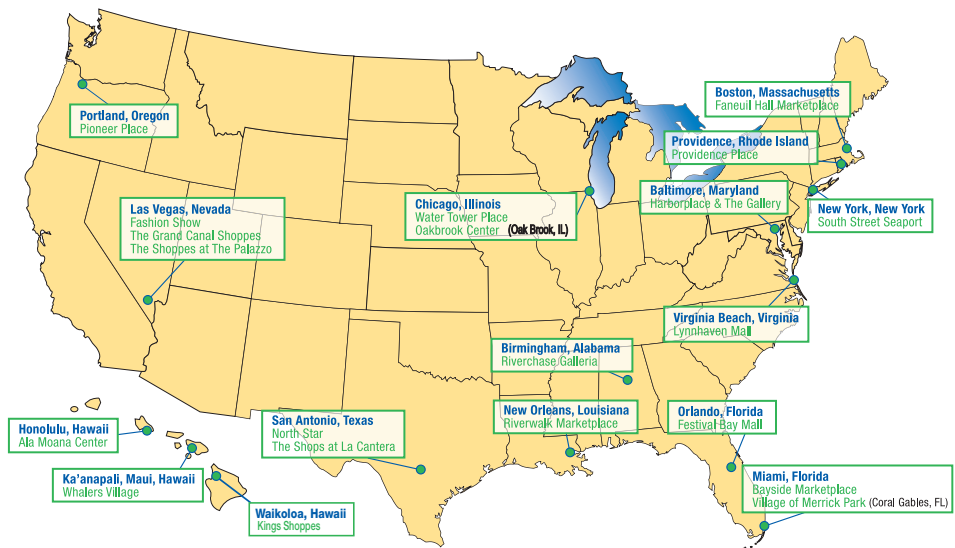 Boston, Massachusetts
Faneuil Hall Marketplace
Portland, Oregon
Pioneer Place
Providence, Rhode Island
Providence Place
Baltimore, Maryland
Harborplace & The Gallery
Chicago, Illinois
Water Tower Place
Oakbrook Center (Oak Brook, IL)
Las Vegas, Nevada
Fashion Show
The Grand Canal Shoppes
The Shoppes at The Palazzo
New York, New York
South Street Seaport
Virginia Beach, Virginia
Lynnhaven Mall
Birmingham, Alabama
Riverchase Galleria
New Orleans, Louisiana
Riverwalk Marketplace
Orlando, Florida
Festival Bay Mall
San Antonio, Texas
North Star
The Shops at La Cantera
Honolulu, Hawaii
Ala Moana Center
Ka'anapali, Maui, Hawaii
Whalers Village
Waikoloa, Hawaii
Kings Shoppes
Miami, Florida
Bayside Marketplace
Village of Merrick Park (Coral Gables, FL)